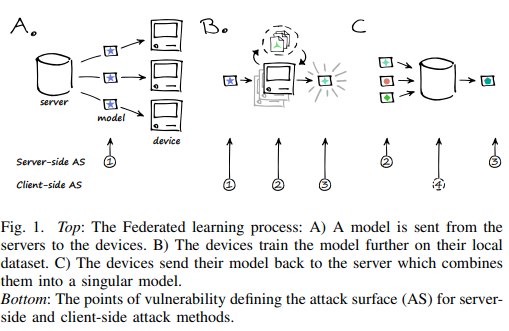 A. B. C
server
model
device
Server-side AS 1 2 3
Client-side AS 1 2 3 4
Fig. 1. Top: The Federated learning process: A) A model is sent from the
servers to the devices. B) The devices train the model further on their local
dataset. C) The devices send their model back to the server which combines
them into a singular model.
Bottom: The points of vulnerability defining the attack surface (AS) for server-
side and client-side attack methods.